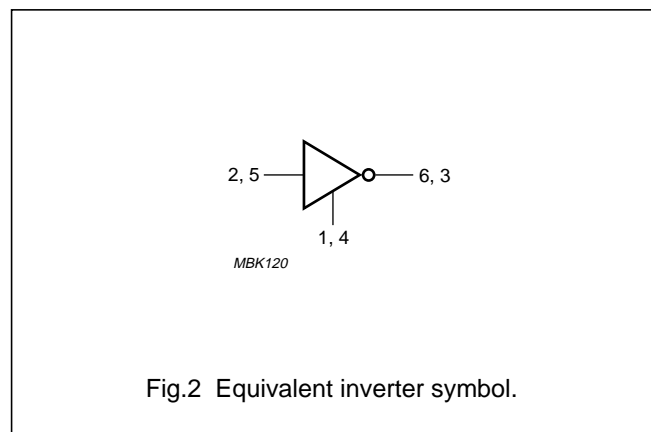 2, 5
6, 3
1, 4
MBK120
Fig.2 Equivalent inverter symbol.